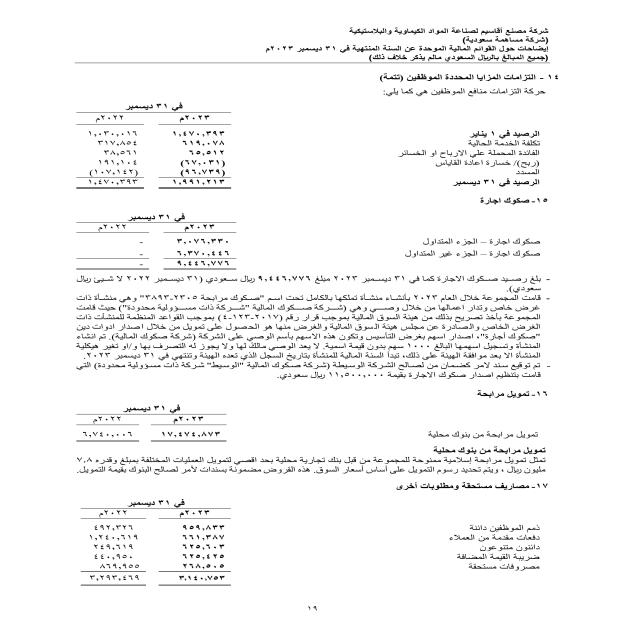 شركة مصنع أقاسيم لصناعة المواد الكيماوية والبلاستيكية
(شركة مساهمة سعودية)
إيضاحات حول القوائم المالية الموحدة عن السنة المنتهية في ٣١ ديسمبر ٢٠٢٣م
(جميع المبالغ بالريال السعودي مالم يذكر خلاف ذلك)
١٤ - التزامات المزايا المحددة الموظفين (تتمة)
حركة التزامات منافع الموظفين هي كما يلي:
في ٣١ ديسمبر
٢٠٢٣م ٢٠٢٢م
الرصيد في ١ يناير ١,٤٧٠,٣٩٣ ١,٠٣٠,٠١٦
تكلفة الخدمة الحالية ٦١٩,٠٧٨ ٣١٧,٨٥٤
الفائدة المحملة على الارباح او الخسائر ٦٥,٥١٢ ٣٨,٥٦١
(ربح)/ خسارة اعادة القياس (٦٧,٠٣١) ١٩١,١٠٤
المسدد (٩٦,٧٣٩) (١٠٧,١٤٢)
الرصيد في ٣١ ديسمبر ١,٩٩١,٢١٣ ١,٤٧٠,٣٩٣
١٥- صكوك اجارة
في ٣١ ديسمبر
٢٠٢٣م ٢٠٢٢م
صكوك اجارة – الجزء المتداول ٣,٠٧٦,٣٣٠ -
صكوك اجارة – الجزء غير المتداول ٦,٣٧٠,٤٤٦ -
٩,٤٤٦,٧٧٦ -
- بلغ رصيد صكوك الاجارة كما في ٣١ ديسمبر ٢٠٢٣ مبلغ ٩,٤٤٦,٧٧٦ ريال سعودي (٣١ ديسمبر ٢٠٢٢ لا شيئ ريال
سعودي).
- قامت المجموعة خلال العام ٢٠٢٣ بأنشاء منشأة تملكها بالكامل تحت اسم "صكوك مرابحة ٢٣٠٥-٣٨٩٣" وهي منشأة ذات
غرض خاص وتدار اعمالها من خلال وصي وهي (شركة صكوك المالية "شركة ذات مسؤولية محدودة") حيث قامت
المجموعة بأخذ تصريح بذلك من هيئة السوق المالية بموجب قرار رقم (٢٠١٧-١٢٣-٤) بموجب القواعد المنظمة للمنشأت ذات
الغرض الخاص والصادرة عن مجلس هيئة السوق المالية والغرض منها هو الحصول على تمويل من خلال اصدار ادوات دين
"صكوك أجارة"، اصدار اسهم بغرض التأسيس وتكون هذه الاسهم بأسم الوصي على الشركة (شركة صكوك المالية). تم انشاء
المنشأة وتسجيل اسهمها البالغ ١٠٠٠ سهم بدون قيمة اسمية. لا يعد الوصي مالك لها ولا يجوز له التصرف بها و/او تغير هيكلية
المنشأة الا بعد موافقة الهيئة على ذلك، تبدأ السنة المالية للمنشأة بتاريخ السجل الذي تعده الهيئة وتنتهي في ٣١ ديسمبر ٢٠٢٣.
- تم توقيع سند لامر كضمان من لصالح الشركة الوسيطة (شركة صكوك المالية "الوسيط" شركة ذات مسؤولية محدودة) التي
قامت بتنظيم اصدار صكوك الاجارة بقيمة ١١,٥٠٠,٠٠٠ ريال سعودي.
١٦- تمويل مرابحة
في ٣١ ديسمبر
٢٠٢٣م ٢٠٢٢م
تمويل مرابحة من بنوك محلية ١٧,٤٧٤,٨٧٣ ٦,٧٤٠,٠٠٦
تمويل مرابحة من بنوك محلية
تمثل تمويل مرابحة إسلامية ممنوحة للمجموعة من قبل بنك تجارية محلية بحد اقصى لتمويل العمليات المختلفة بمبلغ وقدره ٧.٨
مليون ريال ، ويتم تحديد رسوم التمويل على أساس أسعار السوق. هذه القروض مضمونة بسندات لأمر لصالح البنوك بقيمة التمويل.
١٧- مصاريف مستحقة ومطلوبات أخرى
في ٣١ ديسمبر
٢٠٢٣م ٢٠٢٢م
ذمم الموظفين دائنة ٩٥٩,٨٣٣ ٤٩٢,٣٢٦
دفعات مقدمة من العملاء ٦٦١,٣٨٧ ١,٢٤٠,٦١٩
دائنون متنوعون ٦٢٥,٦٠٣ ٢٤٩,٦١٩
ضريبة القيمة المضافة ٦٢٥,٤٢٥ ٤٤٠,٩٥٠
مصروفات مستحقة ٢٦٨,٥٠٥ ٨٦٩,٩٥٥
٣,١٤٠,٧٥٣ ٣,٢٩٣,٤٦٩
١٩